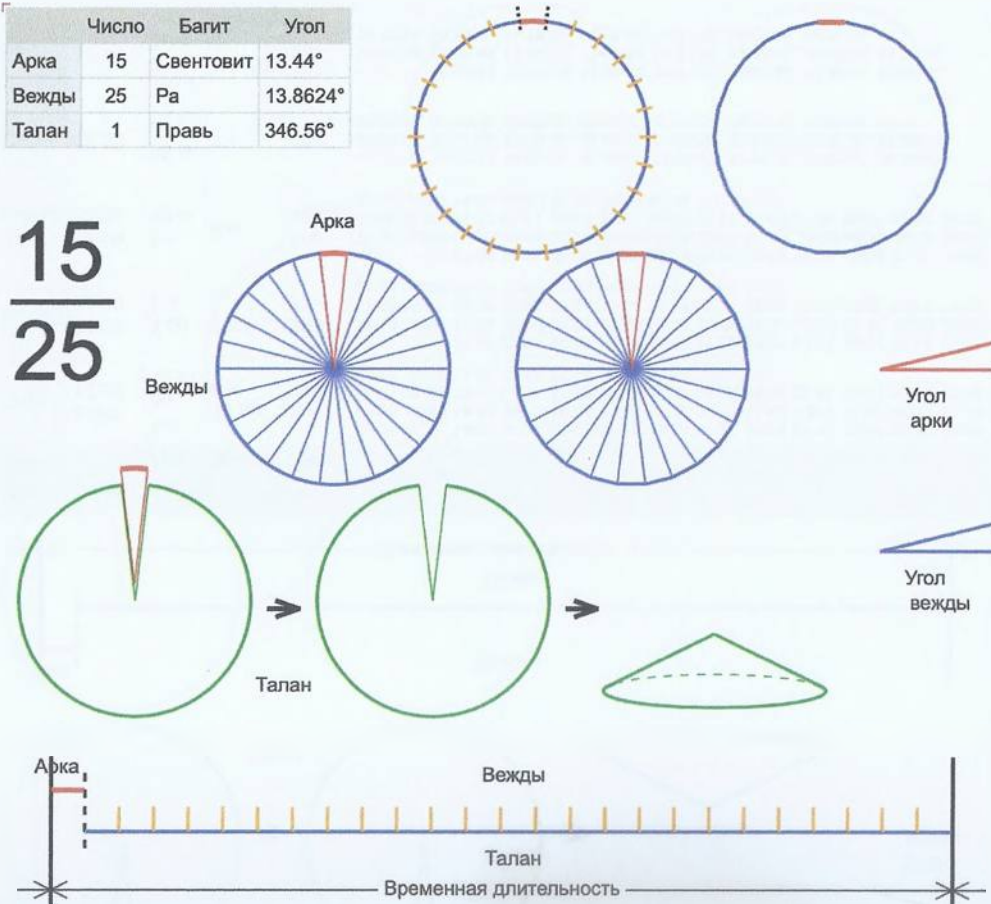 Число Багит Угол
Арка 15 Свентовит 13.44°
Вежды 25 Ра 13.8624°
Талан 1 Правь 346.56°
15
25
Арка
Вежды
Угол
арки
Талан
Угол
вежды
Арка
Вежды
Талан
Временная длительность